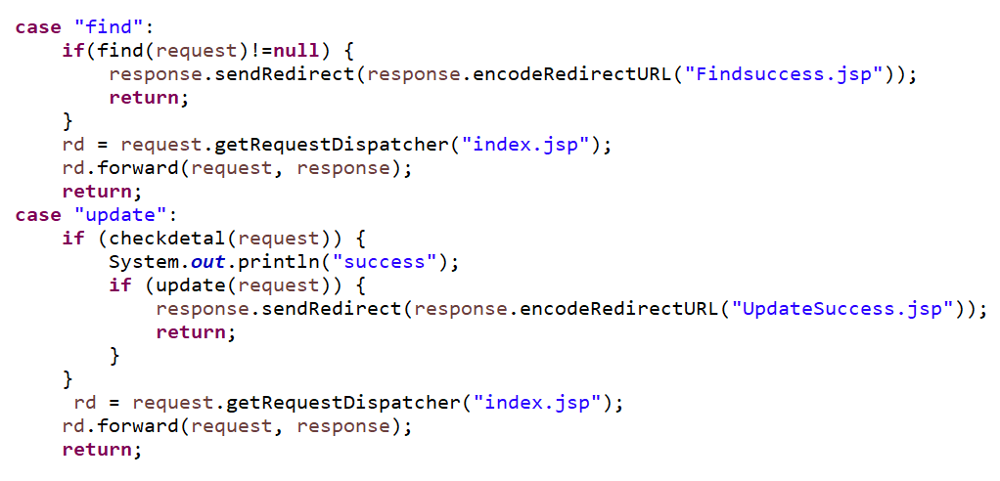 case "find":
    if(find(request)!=null) {
        response.sendRedirect(response.encodeRedirectURL("Findsuccess.jsp"));
        return;
    }
    rd = request.getRequestDispatcher("index.jsp");
    rd.forward(request, response);
    return;
case "update":
    if (checkdetal(request)) {
        System.out.println("success");
        if (update(request)) {
            response.sendRedirect(response.encodeRedirectURL("UpdateSuccess.jsp"));
            return;
        }
    }
     rd = request.getRequestDispatcher("index.jsp");
    rd.forward(request, response);
    return;